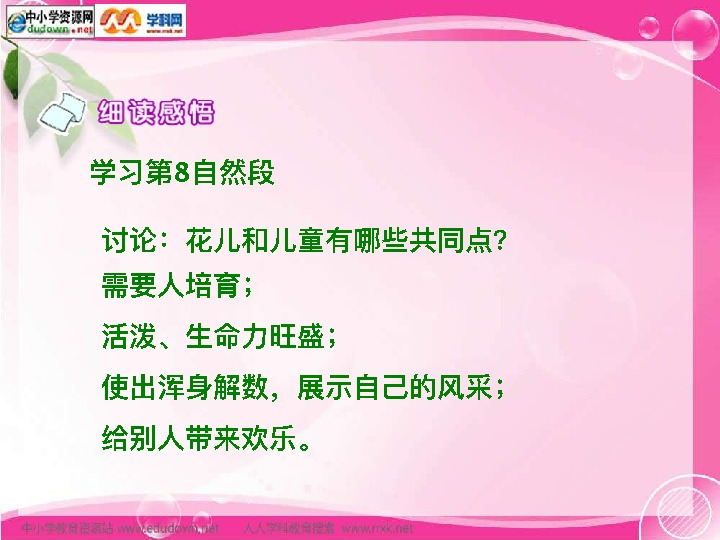 中小学资源网 学科网
dudown.net www.nxk.net
细读感悟
学习第8自然段
讨论：花儿和儿童有哪些共同点?
需要人培育；
活泼、生命力旺盛；
使出浑身解数，展示自己的风采；
给别人带来欢乐。
中小学教育资源站 www.edudown.net 人人学科教育搜索 www.nxk.net